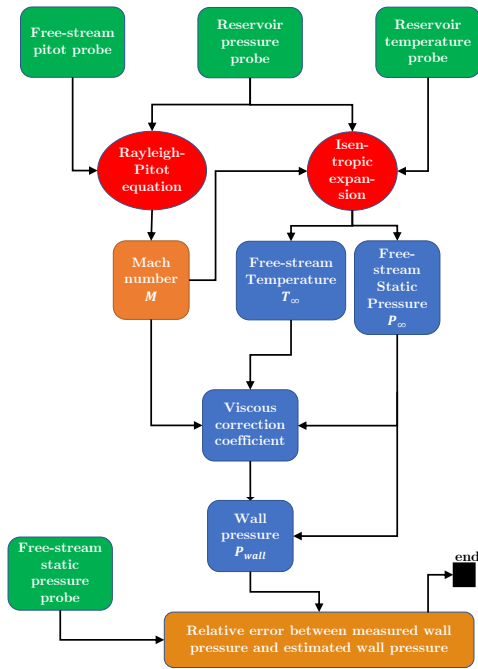 Free-stream
pitot probe
Reservoir
pressure
probe
Reservoir
temperature
probe
Rayleigh-
Pitot
equation
Isen-
tropic
expan-
sion
Mach
number
M
Free-stream
Temperature
T∞
Free-
stream
Static
Pressure
P∞
Viscous
correction
coefficient
Wall
pressure
P_wall
Free-stream
static
pressure
probe
end
Relative error between measured wall
pressure and estimated wall pressure